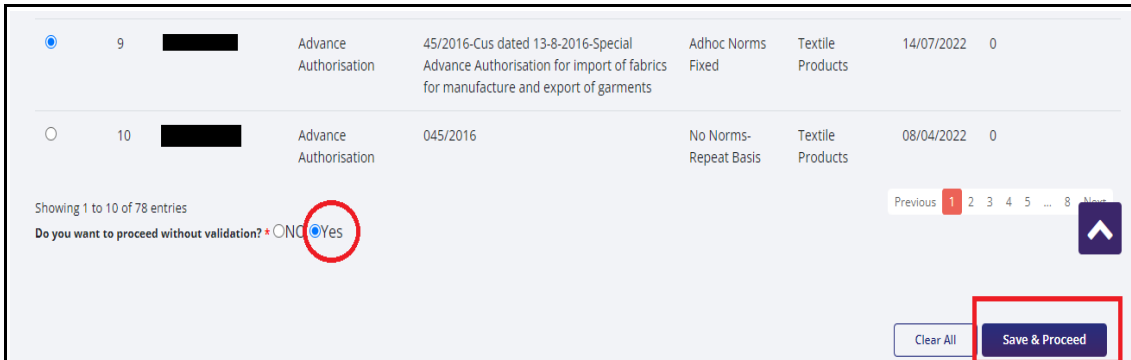 9 Advance 45/2016-Cus dated 13-8-2016-Special Adhoc Norms Textile 14/07/2022 0
Authorisation Advance Authorisation for import of fabrics Fixed Products
for manufacture and export of garments
10 Advance 045/2016 No Norms- Textile 08/04/2022 0
Authorisation Repeat Basis Products
Showing 1 to 10 of 78 entries Previous 1 2 3 4 5 ... 8 Next
Do you want to proceed without validation? * NO Yes
Clear All Save & Proceed